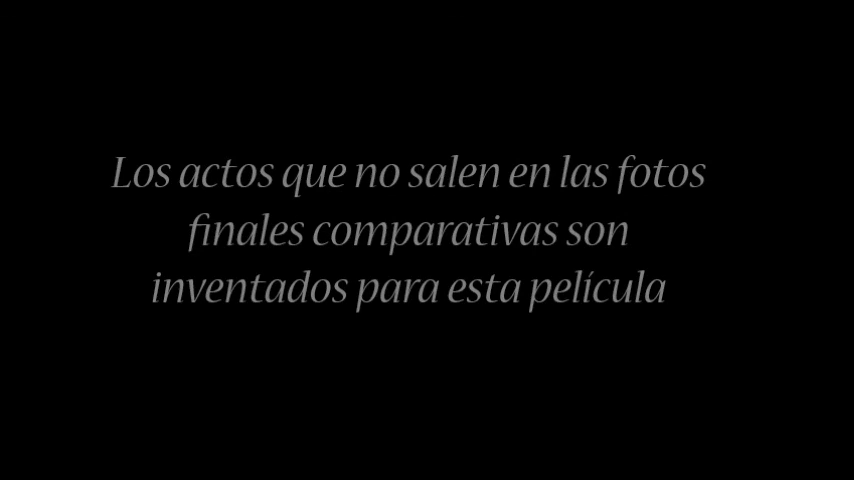 Los actos que no salen en las fotos
finales comparativas son
inventados para esta película